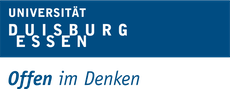 UNIVERSITÄT
DUISBURG
ESSEN
Offen im Denken